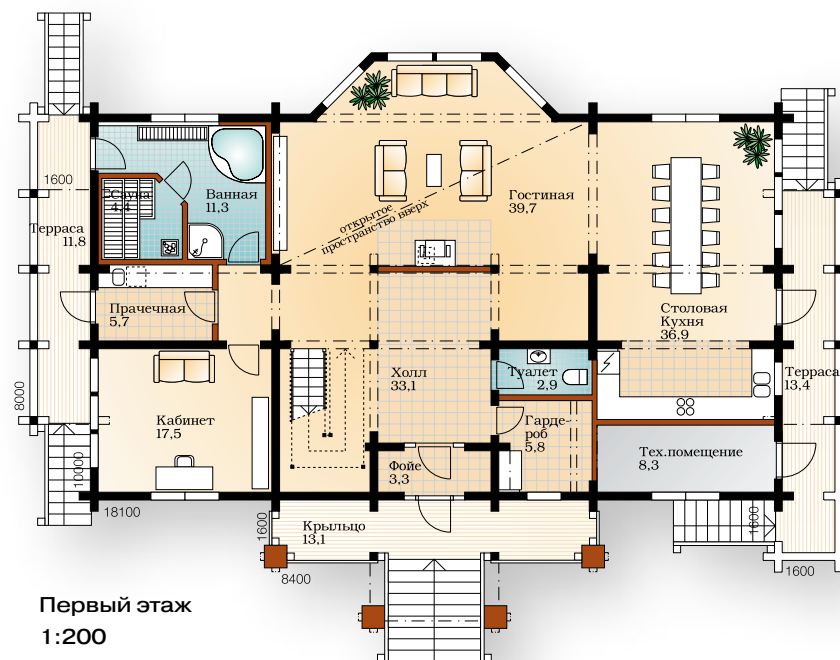 1600
Терраса
11,8
Сауна
4,4
Ванная
11,3
Гостиная
39,7
открытое
пространство вверх
Прачечная
5,7
Столовая
Кухня
36,9
Холл
33,1
Туалет
2,9
Терраса
13,4
8000
Кабинет
17,5
Гарде-
роб
5,8
Фойе
3,3
Тех.помещение
8,3
10000
18100
1600
Крыльцо
13,1
1600
8400
1600
Первый этаж
1:200